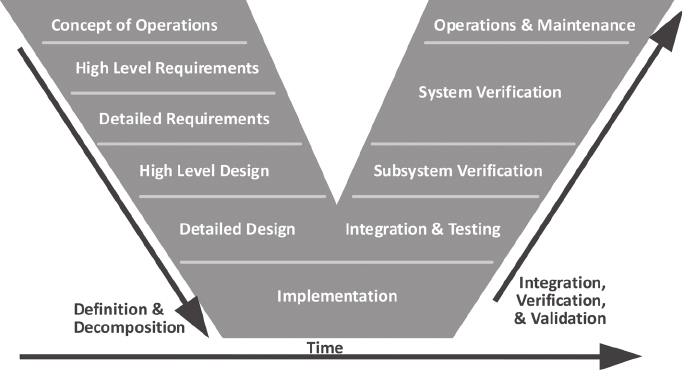 Concept of Operations
Operations & Maintenance
High Level Requirements
System Verification
Detailed Requirements
High Level Design
Subsystem Verification
Detailed Design
Integration & Testing
Implementation
Definition &
Decomposition
Integration,
Verification,
& Validation
Time